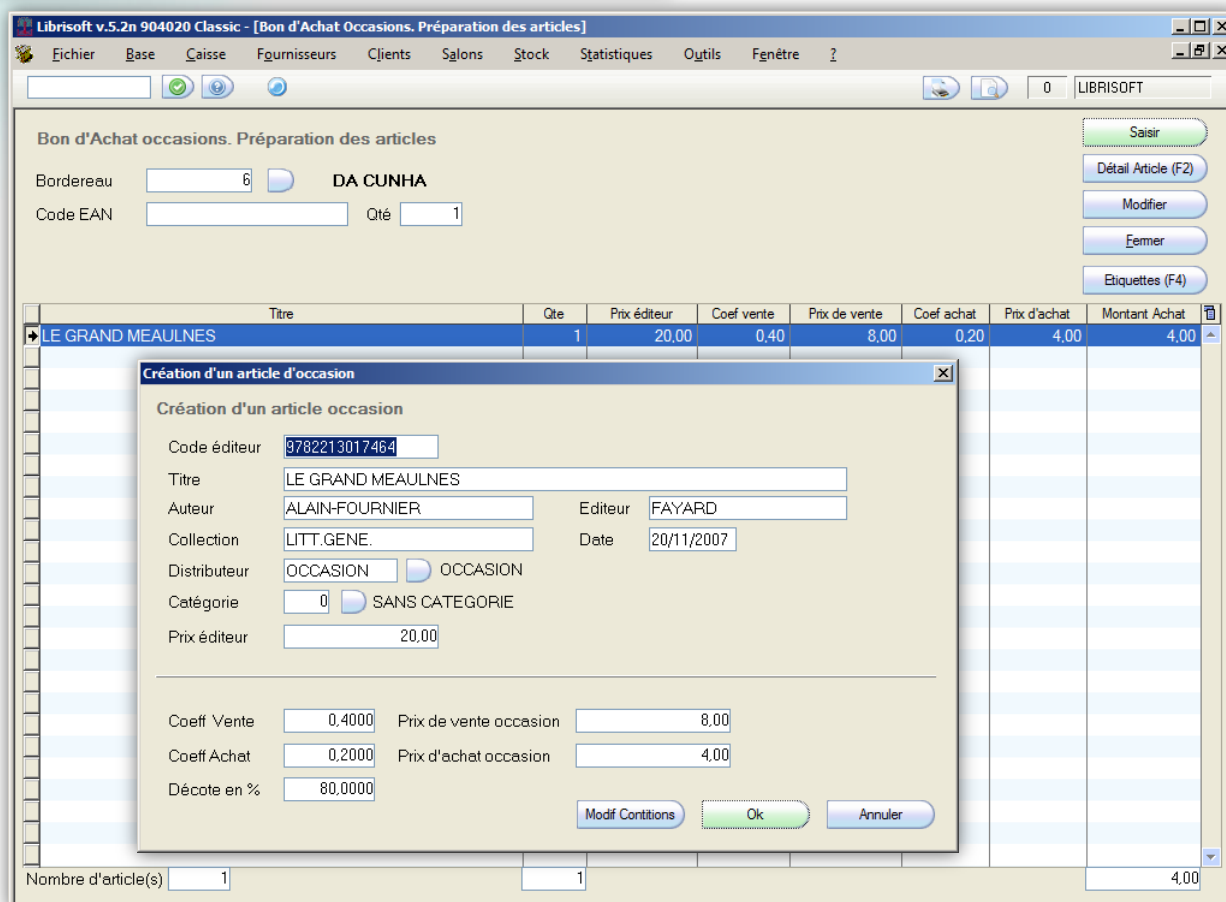 Librisoft v.5.2n 904020 Classic - [Bon d'Achat Occasions. Préparation des articles]
Fichier Base Caisse Fournisseurs Clients Salons Stock Statistiques Outils Fenêtre ?
0 LIBRISOFT
Bon d'Achat occasions. Préparation des articles
Saisir
Bordereau 6 DA CUNHA
Détail Article (F2)
Code EAN Qté 1
Modifier
Fermer
Etiquettes (F4)
Titre Qte Prix éditeur Coef vente Prix de vente Coef achat Prix d'achat Montant Achat
LE GRAND MEAULNES 1 20,00 0,40 8,00 0,20 4,00 4,00
Création d'un article d'occasion
Création d'un article occasion
Code éditeur 9782213017464
Titre LE GRAND MEAULNES
Auteur ALAIN-FOURNIER Editeur FAYARD
Collection LITT.GENE. Date 20/11/2007
Distributeur OCCASION OCCASION
Catégorie 0 SANS CATEGORIE
Prix éditeur 20,00
Coeff Vente 0,4000 Prix de vente occasion 8,00
Coeff Achat 0,2000 Prix d'achat occasion 4,00
Décote en % 80,0000
Modif Contitions Ok Annuler
Nombre d'article(s) 1 1 4,00